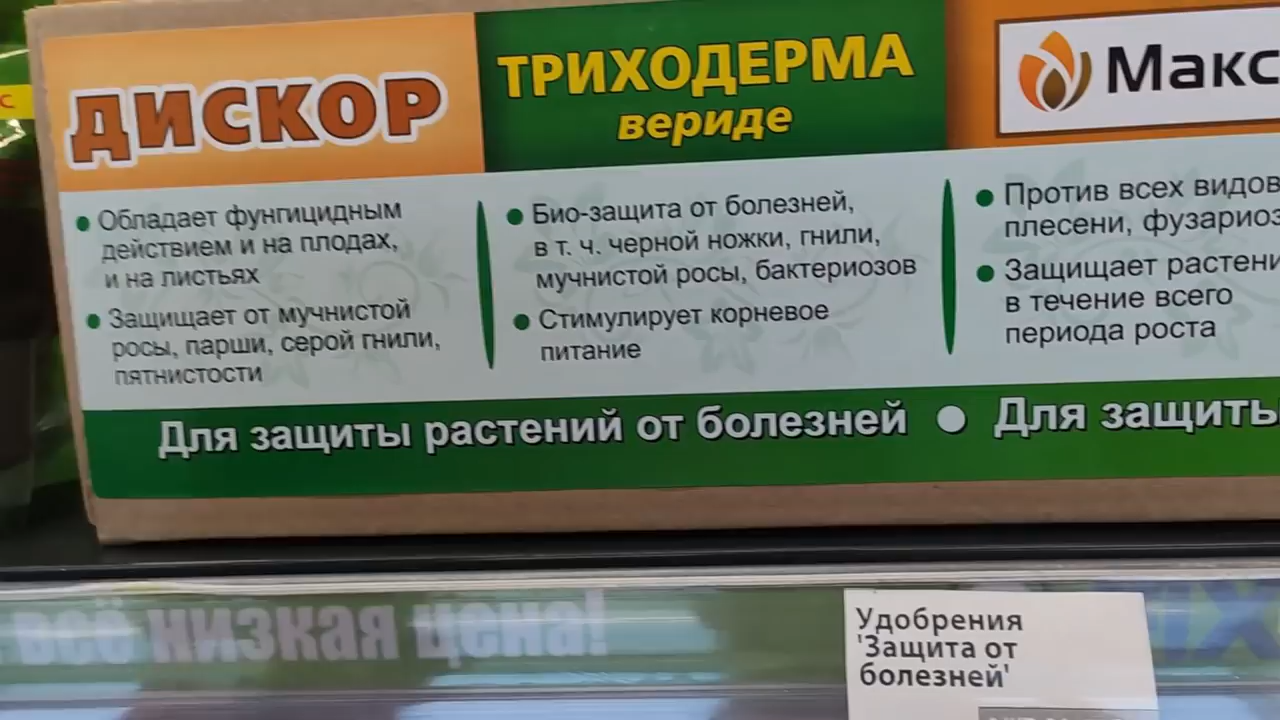 ДИСКОР
Обладает фунгицидным
действием и на плодах,
и на листьях
Защищает от мучнистой
росы, парши, серой гнили,
пятнистости
ТРИХОДЕРМА
вериде
Био-защита от болезней,
в т. ч. черной ножки, гнили,
мучнистой росы, бактериозов
Стимулирует корневое
питание
Макс
Против всех видов
плесени, фузариоз
Защищает растени
в течение всего
периода роста
Для защиты растений от болезней ● Для защиты
всё низкая цена!
Удобрения
'Защита от
болезней'